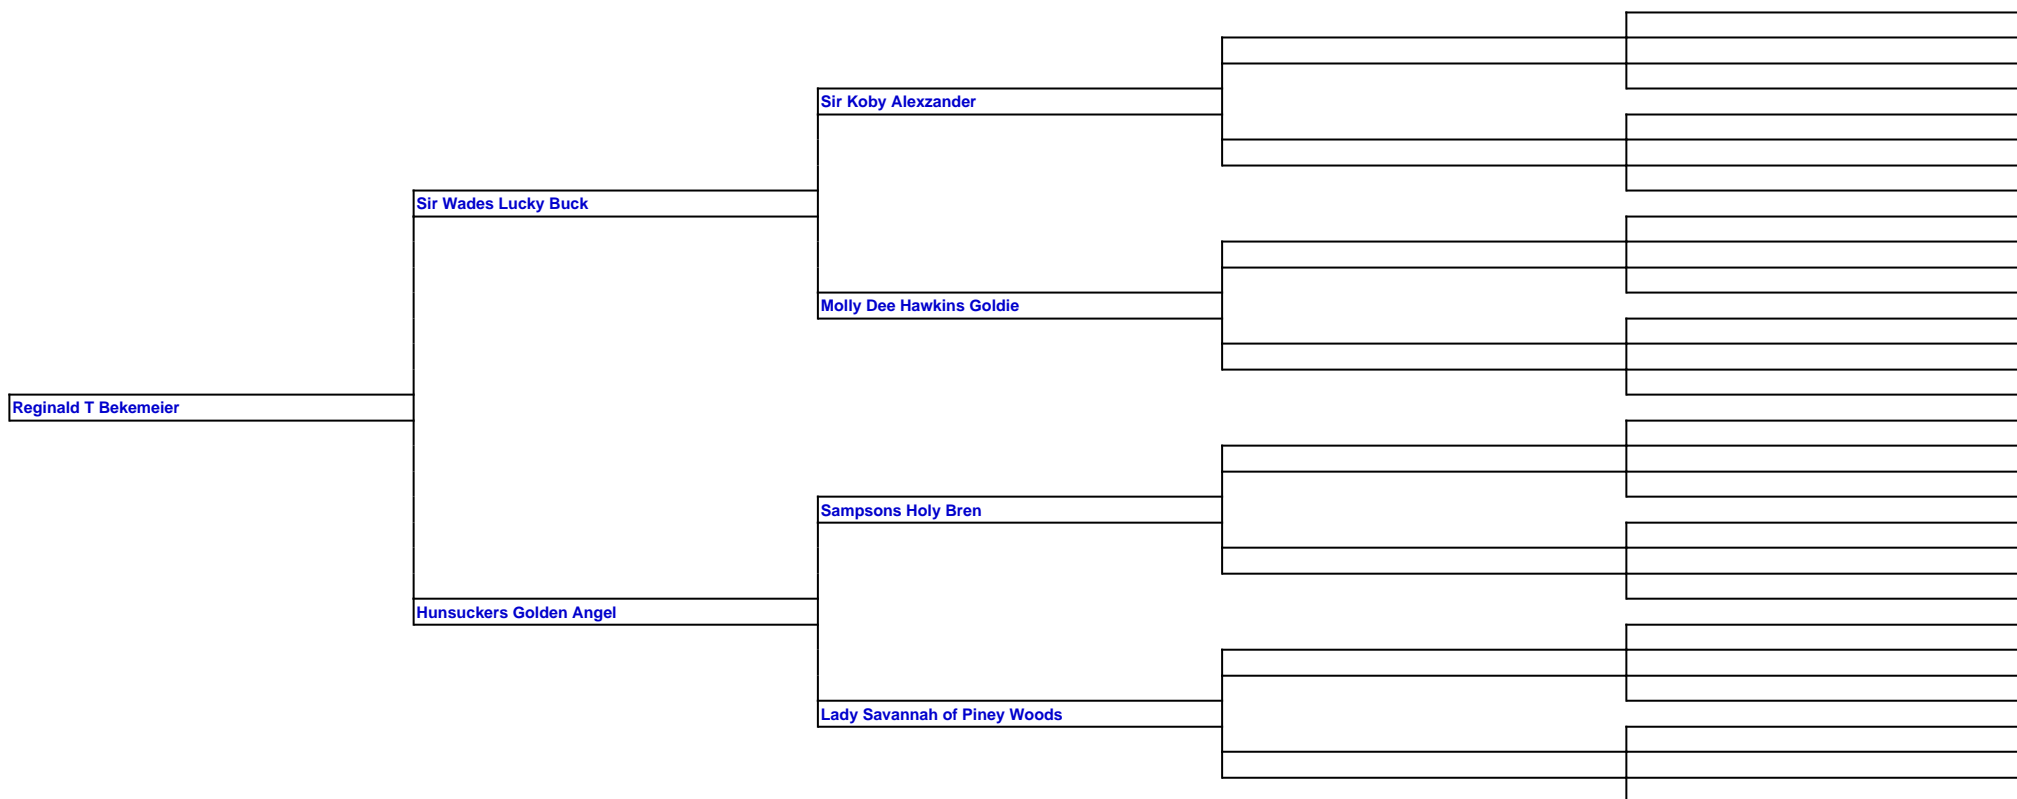 Sir Koby Alexzander
Sir Wades Lucky Buck
Molly Dee Hawkins Goldie
Reginald T Bekemeier
Sampsons Holy Bren
Hunsuckers Golden Angel
Lady Savannah of Piney Woods